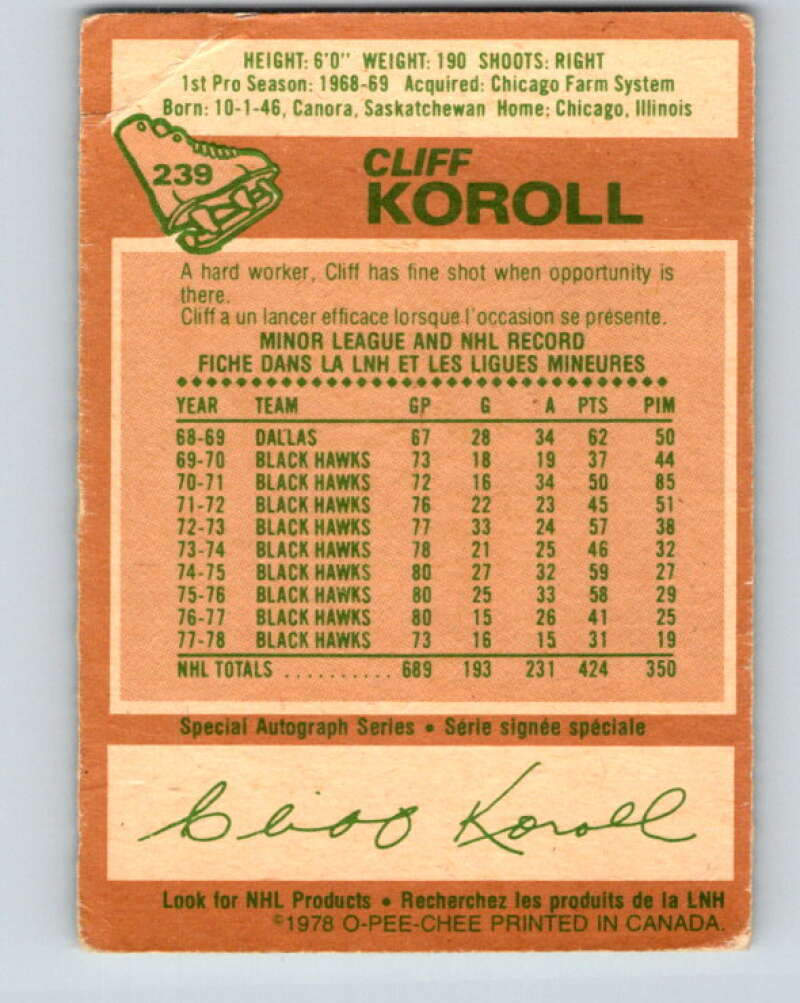 HEIGHT: 6'0" WEIGHT: 190 SHOOTS: RIGHT
1st Pro Season: 1968-69 Acquired: Chicago Farm System
Born: 10-1-46, Canora, Saskatchewan Home: Chicago, Illinois
239
CLIFF
KOROLL
A hard worker, Cliff has fine shot when opportunity is
there.
Cliff a un lancer efficace lorsque l'occasion se présente.
MINOR LEAGUE AND NHL RECORD
FICHE DANS LA LNH ET LES LIGUES MINEURES
YEAR TEAM GP G A PTS PIM
68-69 DALLAS 67 28 34 62 50
69-70 BLACK HAWKS 73 18 19 37 44
70-71 BLACK HAWKS 72 16 34 50 85
71-72 BLACK HAWKS 76 22 23 45 51
72-73 BLACK HAWKS 77 33 24 57 38
73-74 BLACK HAWKS 78 21 25 46 32
74-75 BLACK HAWKS 80 27 32 59 27
75-76 BLACK HAWKS 80 25 33 58 29
76-77 BLACK HAWKS 80 15 26 41 25
77-78 BLACK HAWKS 73 16 15 31 19
NHL TOTALS .......... 689 193 231 424 350
Special Autograph Series • Série signée spéciale
Cliff Koroll
Look for NHL Products • Recherchez les produits de la LNH
©1978 O-PEE-CHEE PRINTED IN CANADA.